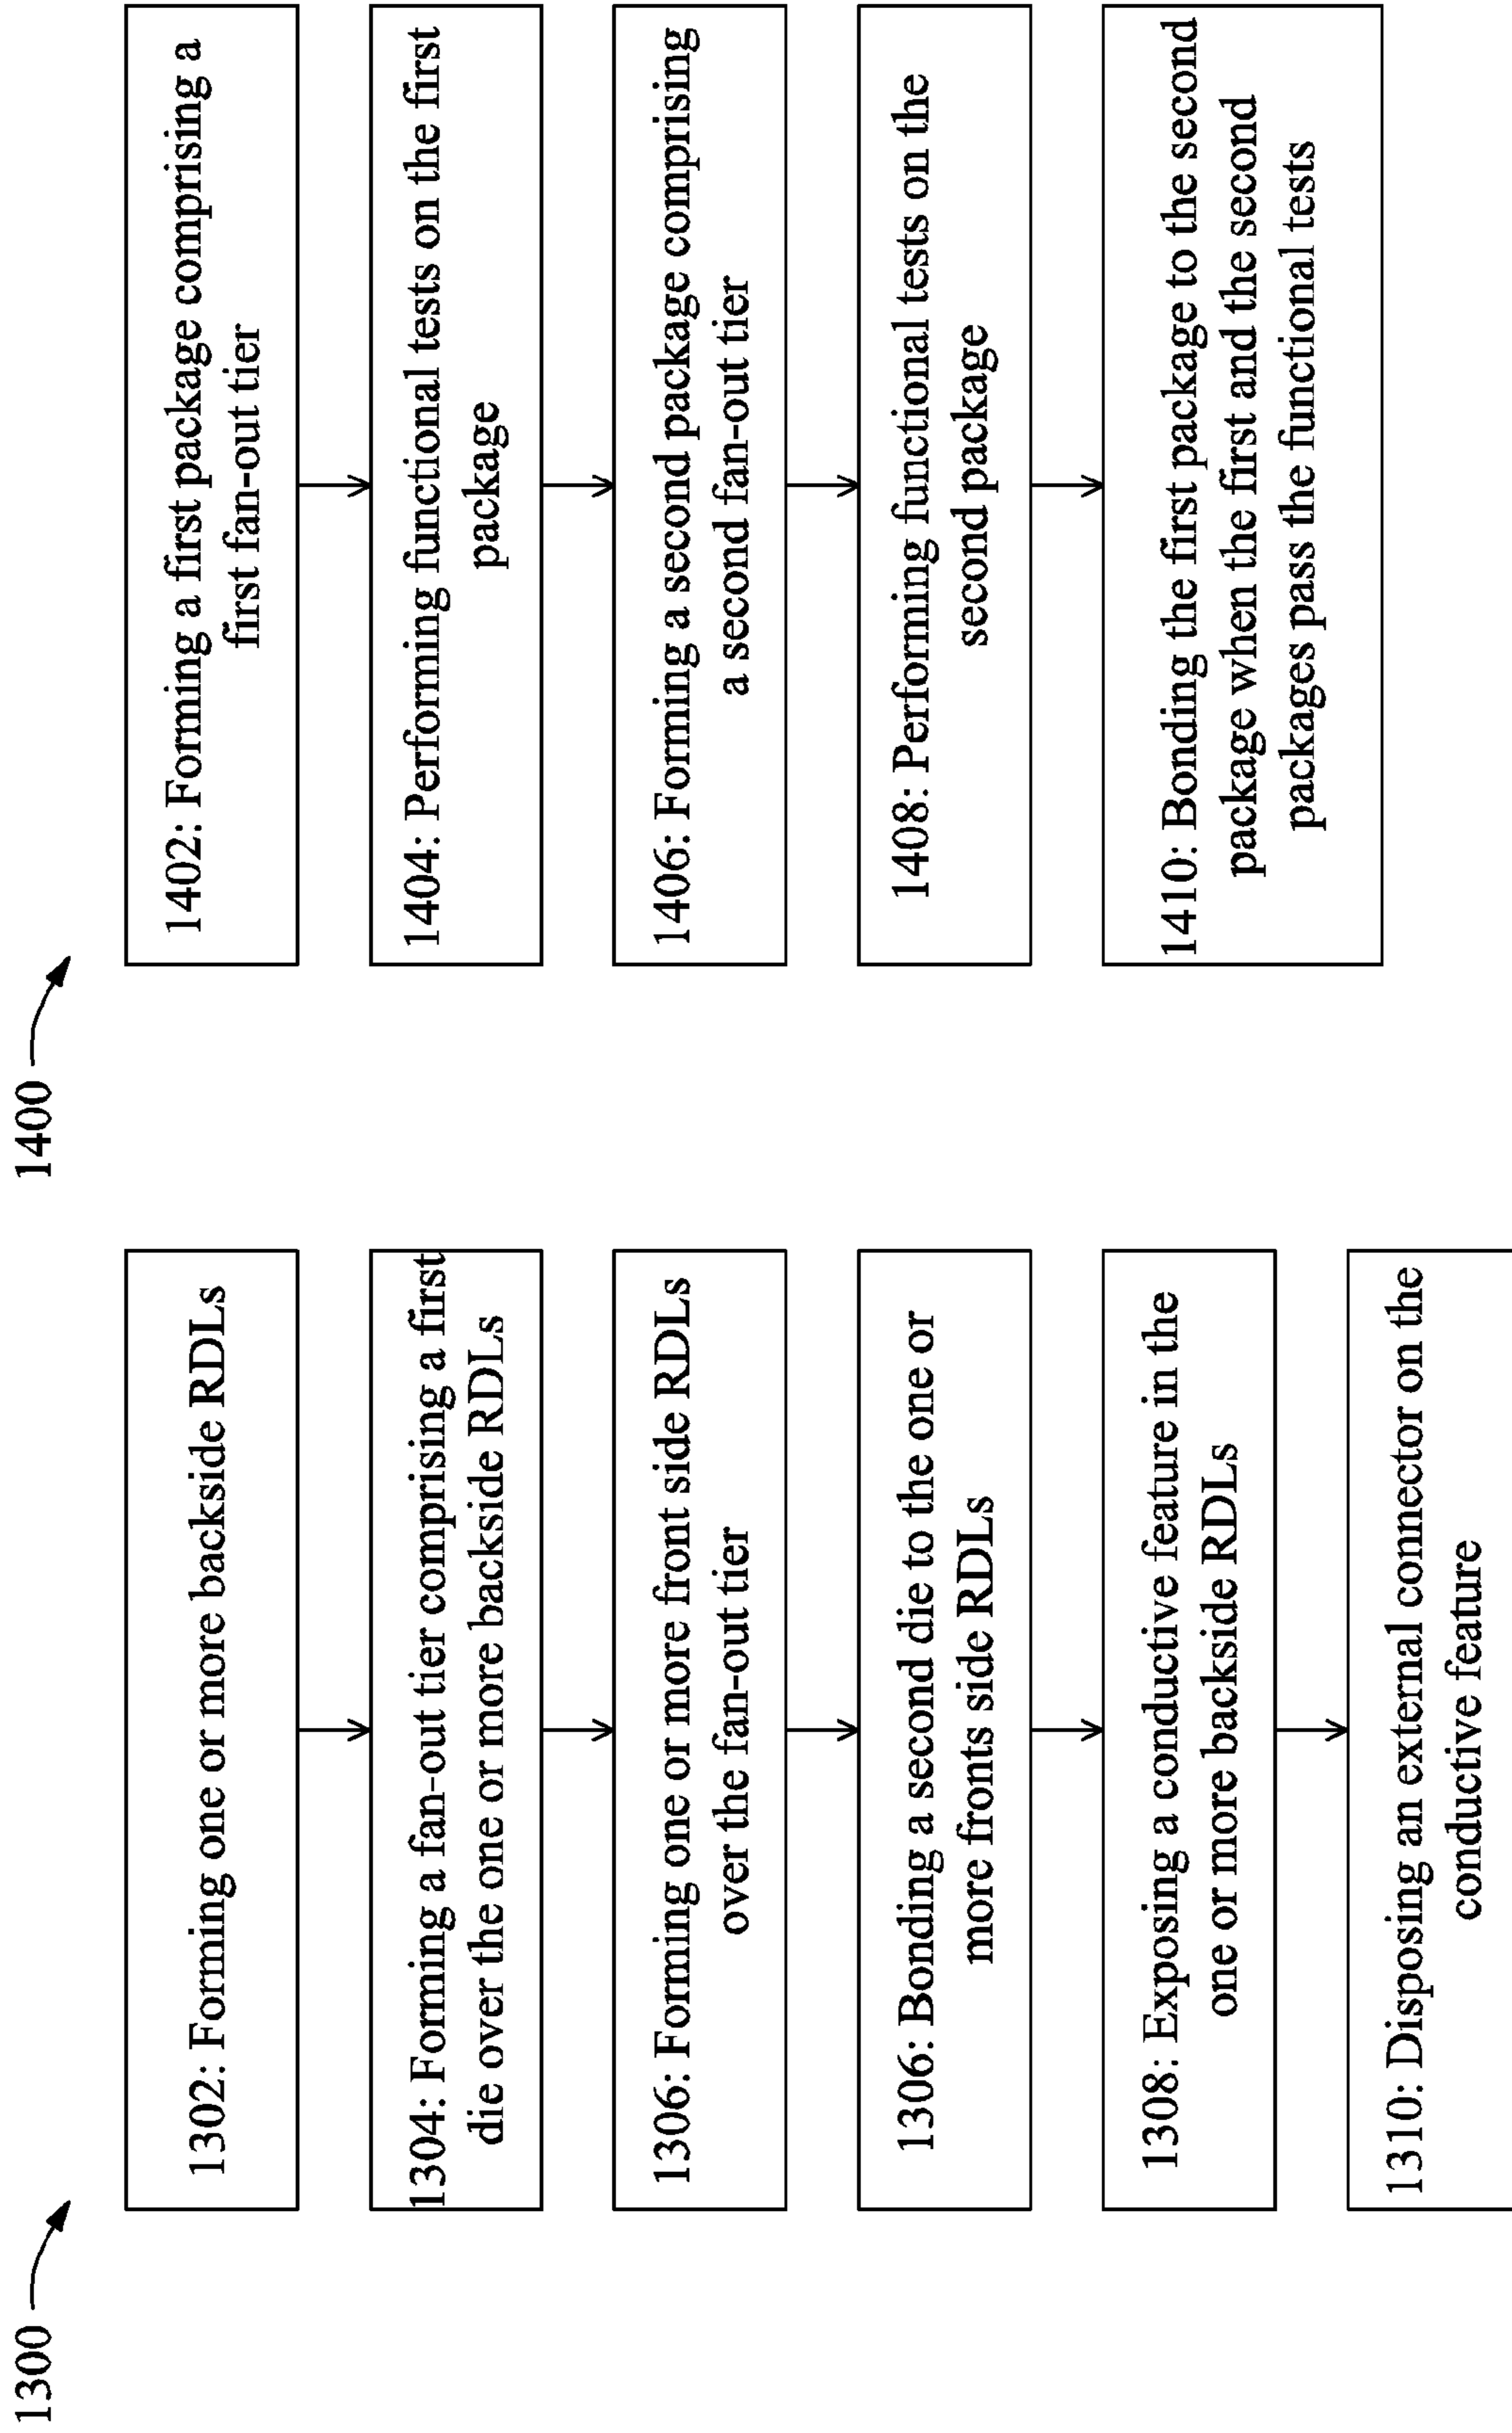 1300
1302: Forming one or more backside RDLs
1304: Forming a fan-out tier comprising a first
die over the one or more backside RDLs
1306: Forming one or more front side RDLs
over the fan-out tier
1306: Bonding a second die to the one or
more fronts side RDLs
1308: Exposing a conductive feature in the
one or more backside RDLs
1310: Disposing an external connector on the
conductive feature
1400
1402: Forming a first package comprising a
first fan-out tier
1404: Performing functional tests on the first
package
1406: Forming a second package comprising
a second fan-out tier
1408: Performing functional tests on the
second package
1410: Bonding the first package to the second
package when the first and the second
packages pass the functional tests